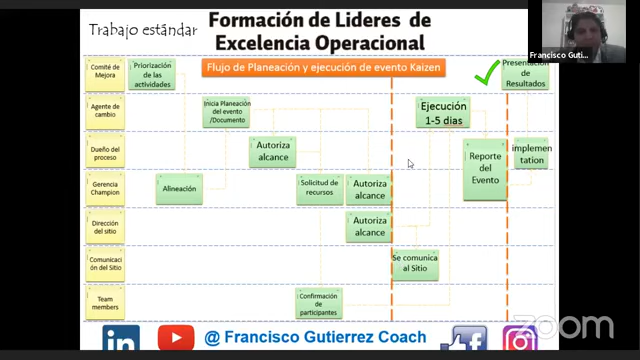 Trabajo estándar
Formación de Lideres de
Excelencia Operacional
Francisco Guti...
Flujo de Planeación y ejecución de evento Kaizen
Comité de
Mejora
Priorización
de las
actividades
Presentación
de
Resultados
Agente de
cambio
Inicia Planeación
del evento
/Documento
Ejecución
1-5 dias
Dueño del
proceso
Autoriza
alcance
Reporte
del
Evento
implemen
tation
Gerencia
Champion
Alineación
Solicitud de
recursos
Autoriza
alcance
Dirección
del sitio
Autoriza
alcance
Comunicaci
ón del Sitio
Se comunica
al Sitio
Team
members
Confirmación
de
participantes
in
@ Francisco Gutierrez Coach
zoom